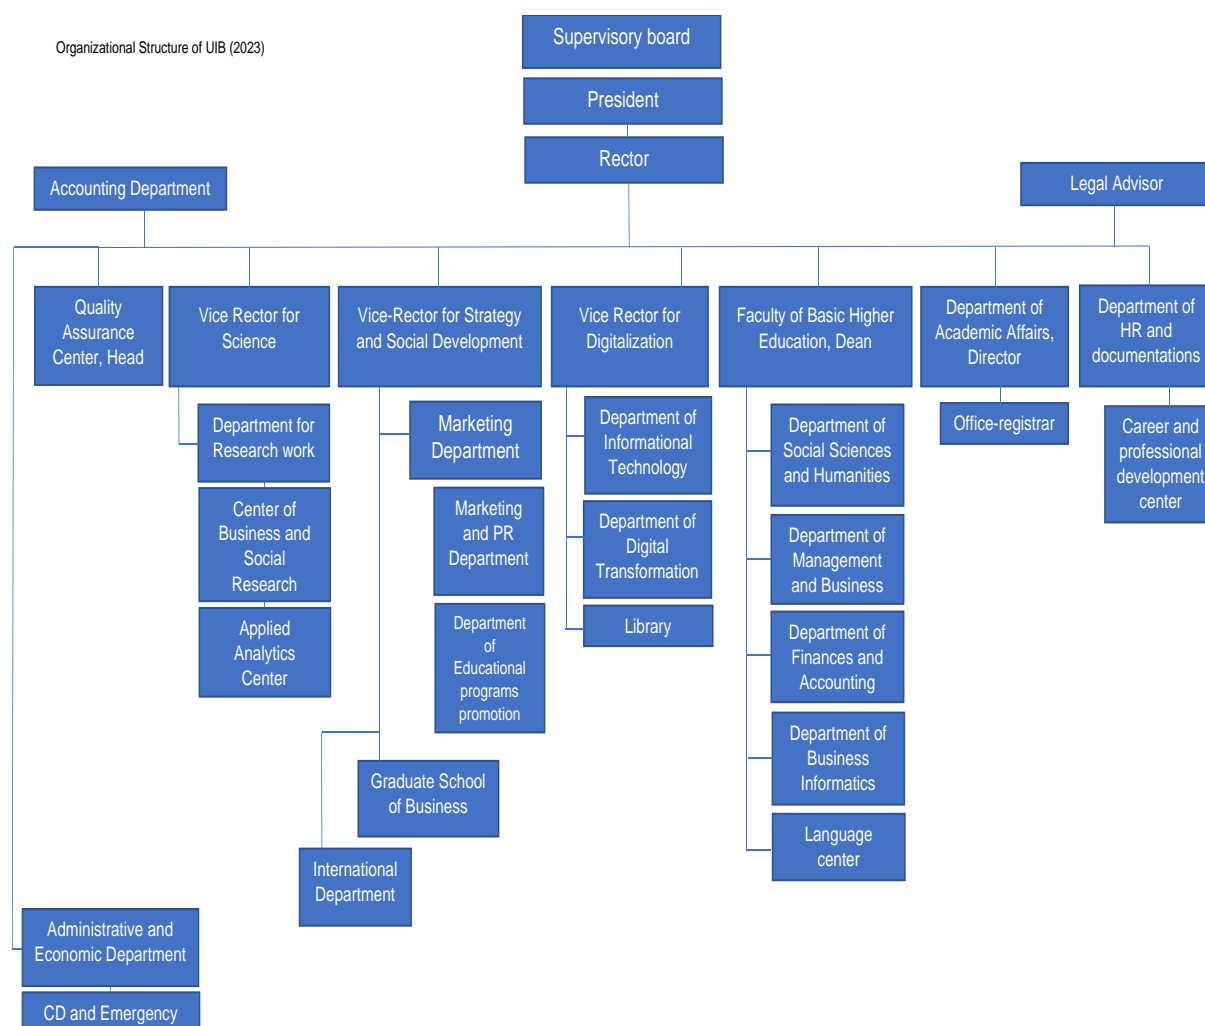 Supervisory board
Organizational Structure of UIB (2023)
President
Rector
Accounting Department
Legal Advisor
Quality
Assurance
Center, Head
Vice Rector for
Science
Vice-Rector for Strategy
and Social Development
Vice Rector for
Digitalization
Faculty of Basic Higher
Education, Dean
Department of
Academic Affairs,
Director
Department of
HR and
documentations
Department for
Research work
Center of
Business and
Social
Research
Applied
Analytics
Center
Marketing
Department
Marketing
and PR
Department
Department
of
Educational
programs
promotion
Graduate School
of Business
International
Department
Department of
Informational
Technology
Department of
Digital
Transformation
Library
Department of
Social Sciences
and Humanities
Department of
Management
and Business
Department of
Finances and
Accounting
Department of
Business
Informatics
Language
center
Office-registrar
Career and
professional
development
center
Administrative and
Economic Department
CD and Emergency